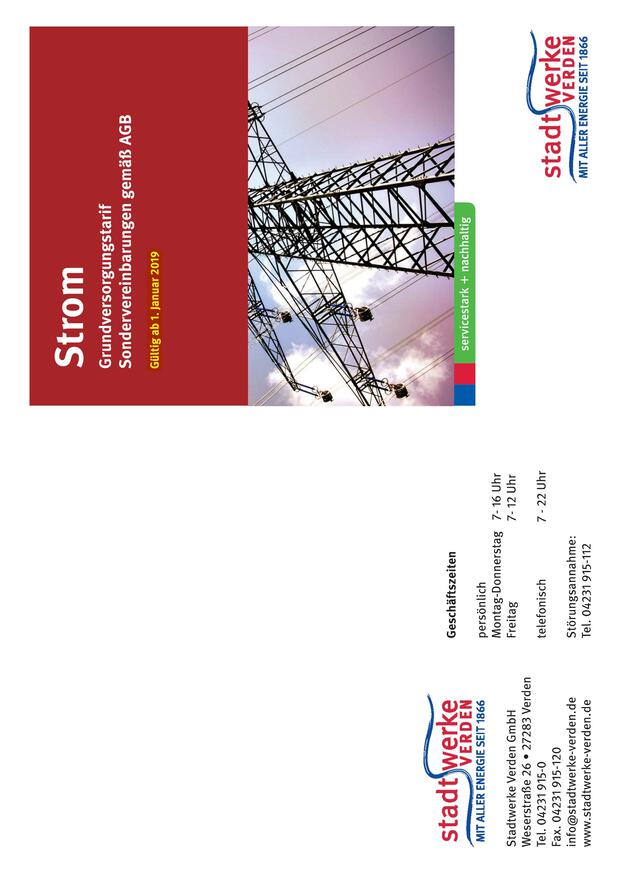 Strom
Grundversorgungstarif
Sondervereinbarungen gemäß AGB
Gültig ab 1. Januar 2019
servicestark + nachhaltig
stadtwerke
VERDEN
MIT ALLER ENERGIE SEIT 1866
stadtwerke
VERDEN
MIT ALLER ENERGIE SEIT 1866
Stadtwerke Verden GmbH
Weserstraße 26 • 27283 Verden
Tel. 04231 915-0
Fax. 04231 915-120
info@stadtwerke-verden.de
www.stadtwerke-verden.de
Geschäftszeiten
persönlich
Montag-Donnerstag 7- 16 Uhr
Freitag 7- 12 Uhr
telefonisch 7 - 22 Uhr
Störungsannahme:
Tel. 04231 915-112